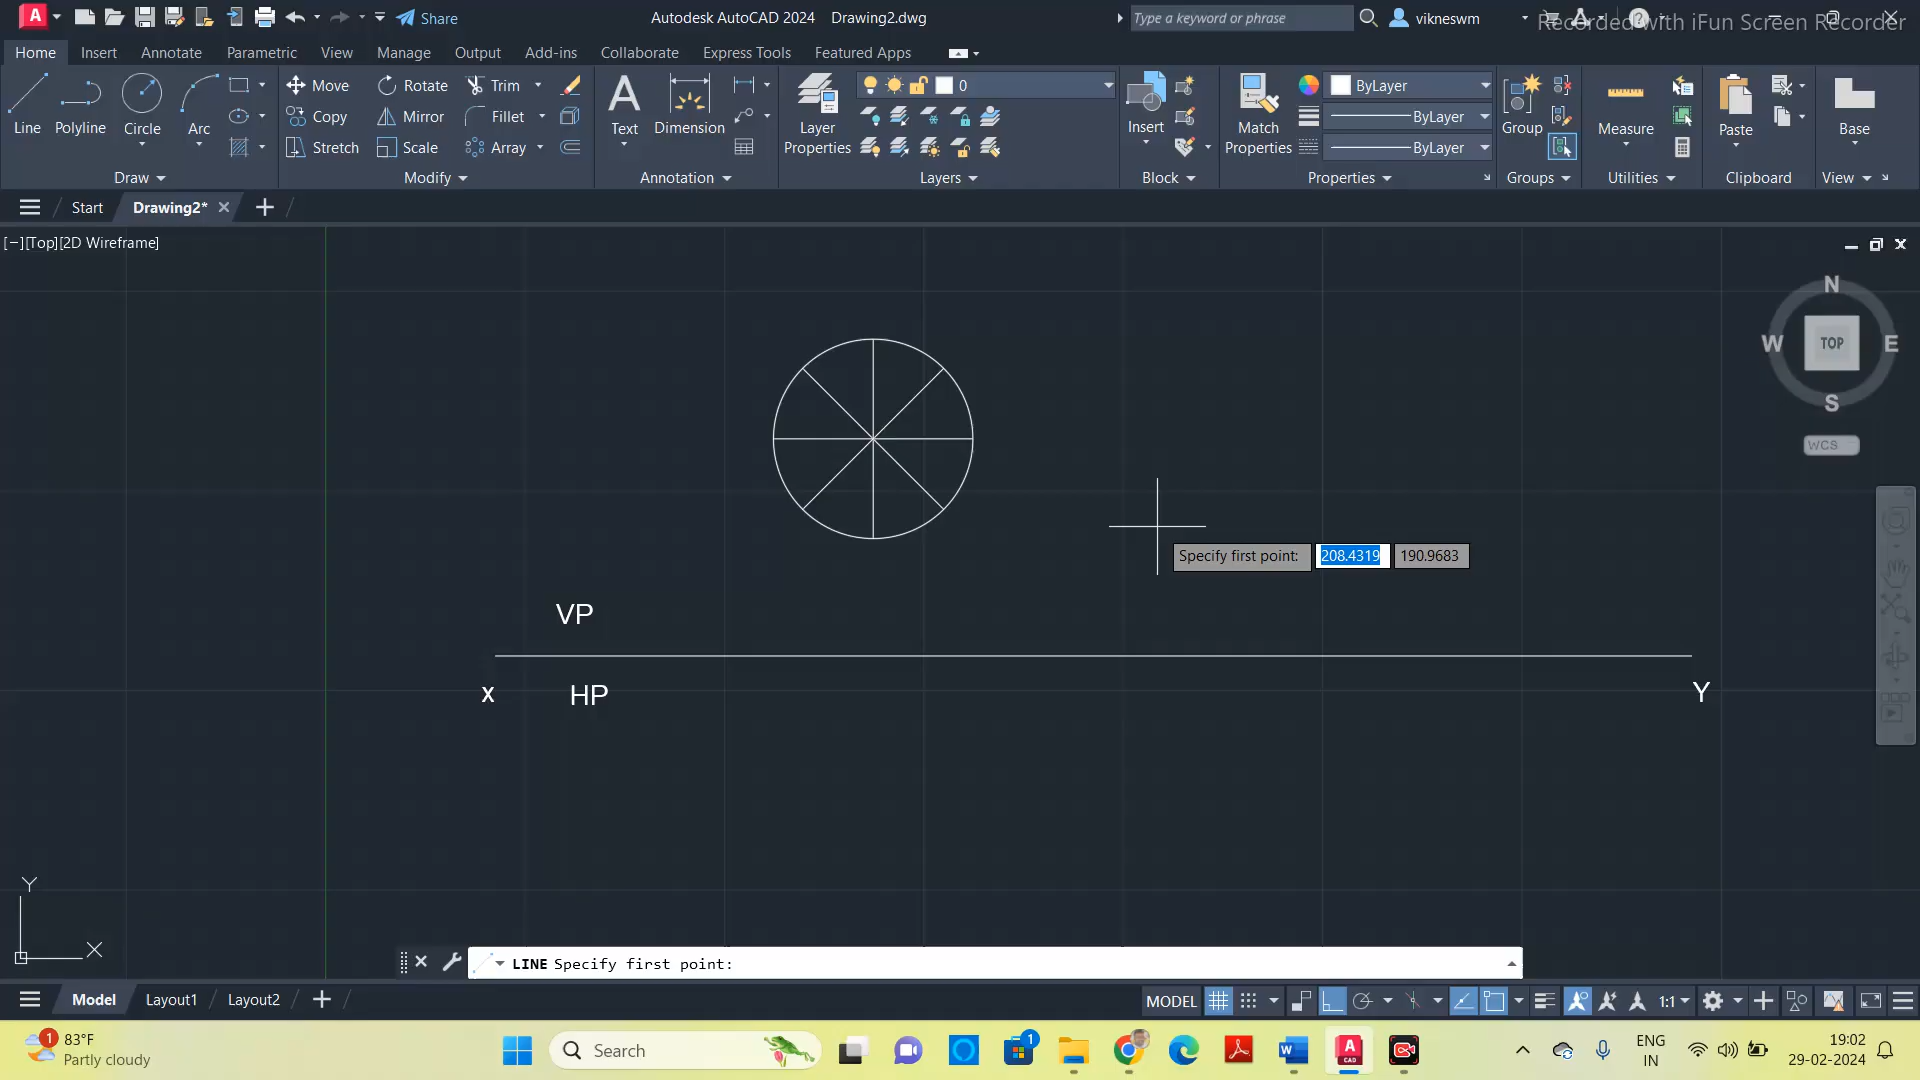 Share
Autodesk AutoCAD 2024 Drawing2.dwg
Type a keyword or phrase
vikneswm
Recorded with iFun Screen Recorder
Home Insert Annotate Parametric View Manage Output Add-ins Collaborate Express Tools Featured Apps
Line Polyline Circle Arc
Move Rotate Trim
Copy Mirror Fillet
Stretch Scale Array
Text Dimension
Layer Properties
0
Insert
Match Properties
ByLayer
ByLayer
ByLayer
Group
Measure
Paste
Base
Draw Modify Annotation Layers Block Properties Groups Utilities Clipboard View
Start Drawing2*
[−][Top][2D Wireframe]
N
W TOP E
S
WCS
Specify first point: 208.4319 190.9683
VP
X HP Y
Y
X
LINE Specify first point:
Model Layout1 Layout2
MODEL 1:1
1 83°F
Partly cloudy
Search
1
ENG
IN
19:02
29-02-2024